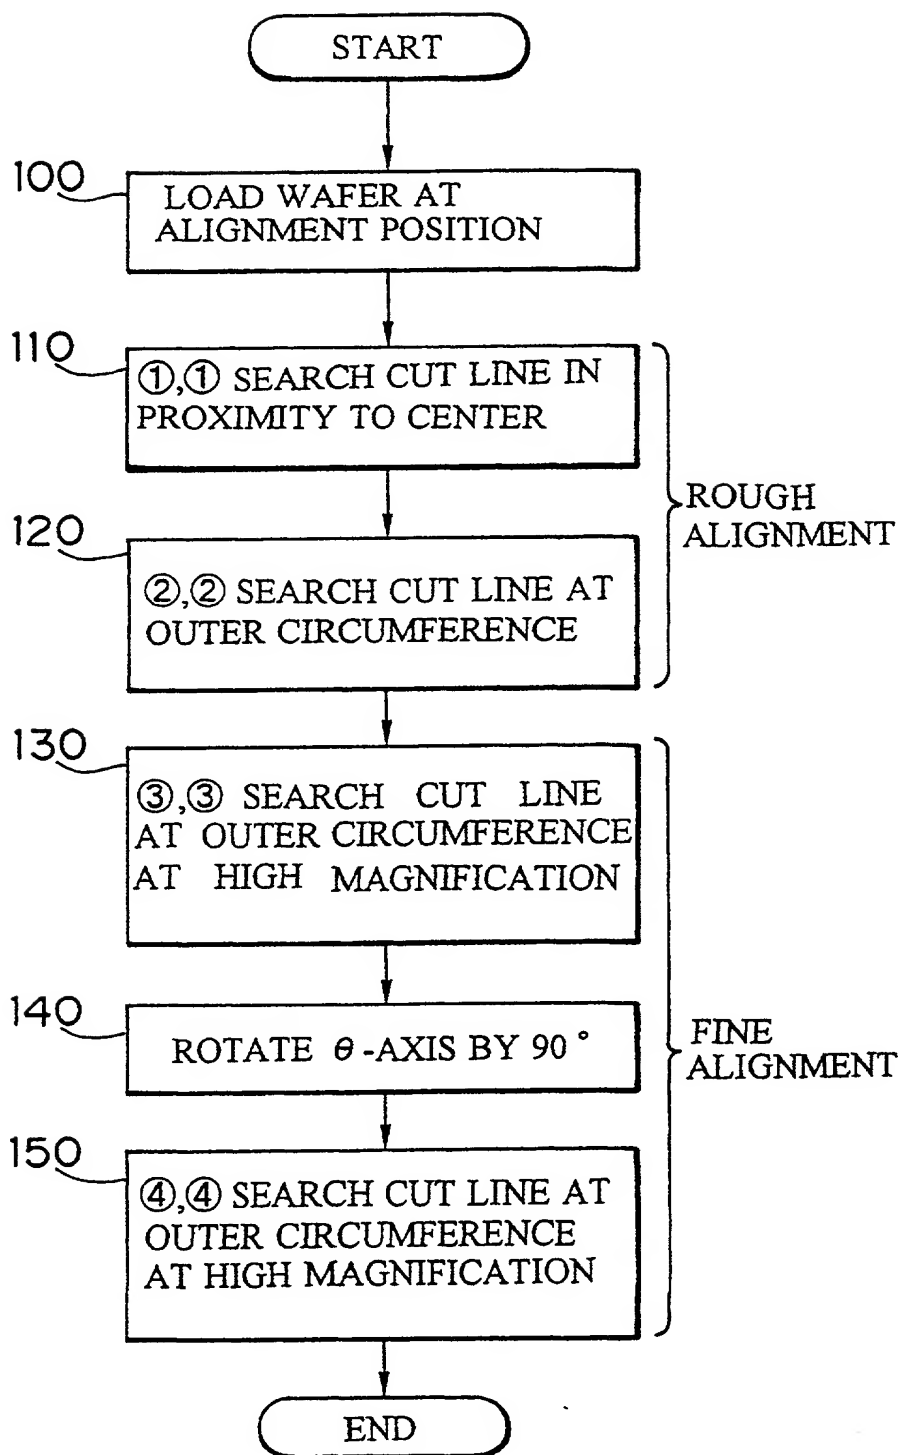 START
100
LOAD WAFER AT
ALIGNMENT POSITION
110
①,① SEARCH CUT LINE IN
PROXIMITY TO CENTER
120
②,② SEARCH CUT LINE AT
OUTER CIRCUMFERENCE
ROUGH
ALIGNMENT
130
③,③ SEARCH CUT LINE
AT OUTER CIRCUMFERENCE
AT HIGH MAGNIFICATION
140
ROTATE θ-AXIS BY 90°
150
④,④ SEARCH CUT LINE AT
OUTER CIRCUMFERENCE
AT HIGH MAGNIFICATION
FINE
ALIGNMENT
END